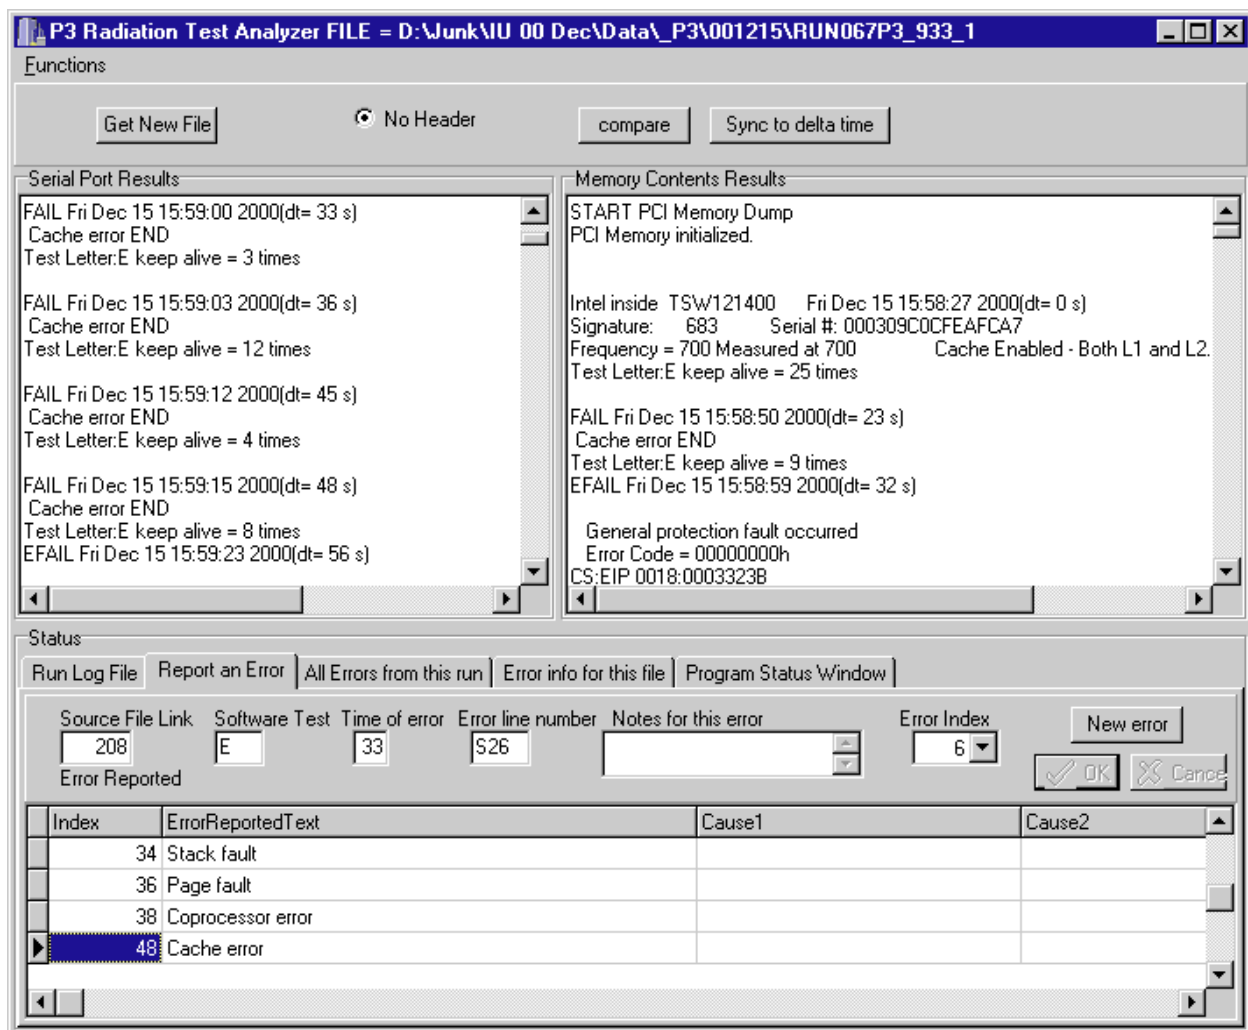 P3 Radiation Test Analyzer FILE = D:\Junk\IU 00 Dec\Data\_P3\001215\RUN067P3_933_1
Functions
Get New File
No Header
compare
Sync to delta time
Serial Port Results
FAIL Fri Dec 15 15:59:00 2000(dt= 33 s)
Cache error END
Test Letter:E keep alive = 3 times
FAIL Fri Dec 15 15:59:03 2000(dt= 36 s)
Cache error END
Test Letter:E keep alive = 12 times
FAIL Fri Dec 15 15:59:12 2000(dt= 45 s)
Cache error END
Test Letter:E keep alive = 4 times
FAIL Fri Dec 15 15:59:15 2000(dt= 48 s)
Cache error END
Test Letter:E keep alive = 8 times
EFAIL Fri Dec 15 15:59:23 2000(dt= 56 s)
Memory Contents Results
START PCI Memory Dump
PCI Memory initialized.
Intel inside TSW121400 Fri Dec 15 15:58:27 2000(dt= 0 s)
Signature: 683 Serial #: 000309C0CFEAFCA7
Frequency = 700 Measured at 700 Cache Enabled - Both L1 and L2.
Test Letter:E keep alive = 25 times
FAIL Fri Dec 15 15:58:50 2000(dt= 23 s)
Cache error END
Test Letter:E keep alive = 9 times
EFAIL Fri Dec 15 15:58:59 2000(dt= 32 s)
General protection fault occurred
Error Code = 00000000h
CS:EIP 0018:0003323B
Status
Run Log File
Report an Error
All Errors from this run
Error info for this file
Program Status Window
Source File Link Software Test Time of error Error line number Notes for this error Error Index
208 E 33 S26 6
New error
Error Reported
OK
Cance
Index ErrorReportedText Cause1 Cause2
34 Stack fault
36 Page fault
38 Coprocessor error
48 Cache error